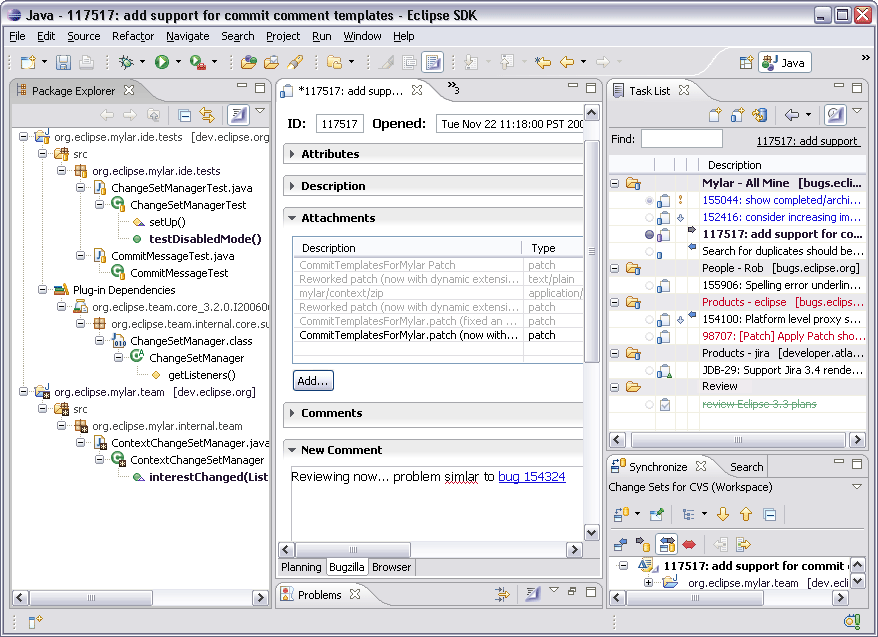 Java - 117517: add support for commit comment templates - Eclipse SDK
File Edit Source Refactor Navigate Search Project Run Window Help
Java
Package Explorer
org.eclipse.mylar.ide.tests [dev.eclipse.org
src
org.eclipse.mylar.ide.tests
ChangeSetManagerTest.java
ChangeSetManagerTest
setUp()
testDisabledMode()
CommitMessageTest.java
CommitMessageTest
Plug-in Dependencies
org.eclipse.team.core_3.2.0.I20060
org.eclipse.team.internal.core.su
ChangeSetManager.class
ChangeSetManager
getListeners()
org.eclipse.mylar.team [dev.eclipse.org]
src
org.eclipse.mylar.internal.team
ContextChangeSetManager.java
ContextChangeSetManager
interestChanged(List
*117517: add supp...
3
ID: 117517 Opened: Tue Nov 22 11:18:00 PST 200
Attributes
Description
Attachments
Description Type
CommitTemplatesForMylar Patch patch
Reworked patch (now with dynamic extensi... text/plain
mylar/context/zip application/
Reworked patch (now with dynamic extensi... patch
CommitTemplatesForMylar.patch (fixed an ... patch
CommitTemplatesForMylar.patch (now with... patch
Add...
Comments
New Comment
Reviewing now... problem simlar to bug 154324
Planning Bugzilla Browser
Problems
Task List
Find: 117517: add support
Description
Mylar - All Mine [bugs.ecli...
155044: show completed/archi...
152416: consider increasing im...
117517: add support for co...
Search for duplicates should be...
People - Rob [bugs.eclipse.org]
155906: Spelling error underlin...
Products - eclipse [bugs.eclips...
154100: Platform level proxy s...
98707: [Patch] Apply Patch sho...
Products - jira [developer.atla...
JDB-29: Support Jira 3.4 rende...
Review
review Eclipse 3.3 plans
Synchronize Search
Change Sets for CVS (Workspace)
117517: add support for commit
org.eclipse.mylar.team [dev.ecli